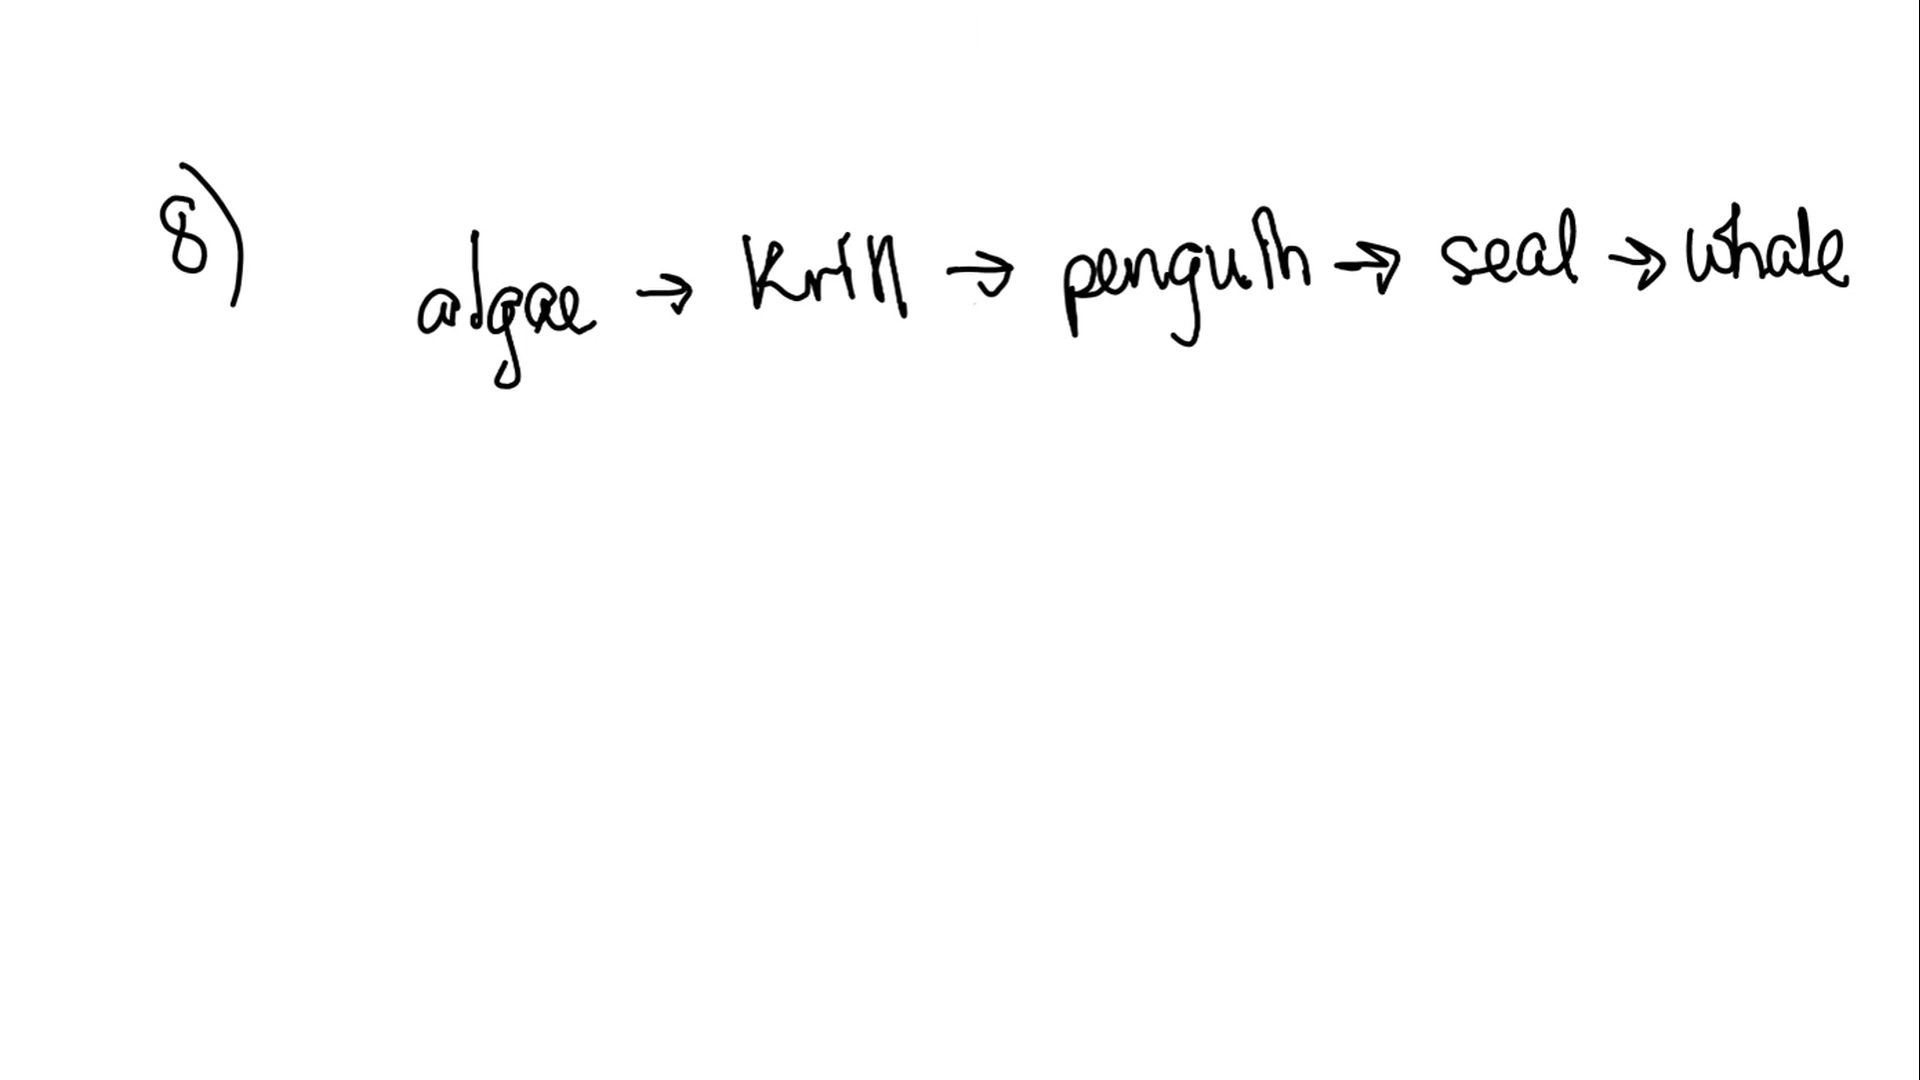 8) algae → Krill → penguin → seal → whale